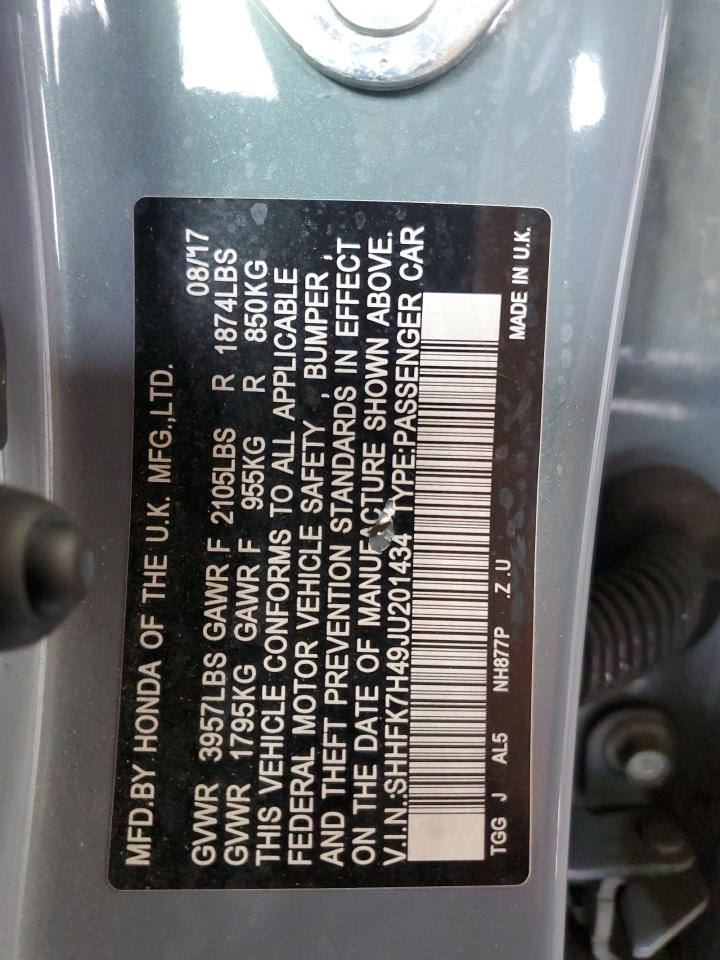 MFD.BY HONDA OF THE U.K. MFG.,LTD.
08/17
GVWR 3957LBS GAWR F 2105LBS R 1874LBS
GVWR 1795KG GAWR F 955KG R 850KG
THIS VEHICLE CONFORMS TO ALL APPLICABLE
FEDERAL MOTOR VEHICLE SAFETY , BUMPER ,
AND THEFT PREVENTION STANDARDS IN EFFECT
ON THE DATE OF MANUFACTURE SHOWN ABOVE.
V.I.N.:SHHFK7H49JU201434 TYPE:PASSENGER CAR
TGG J AL5 NH877P .Z.U MADE IN U.K.